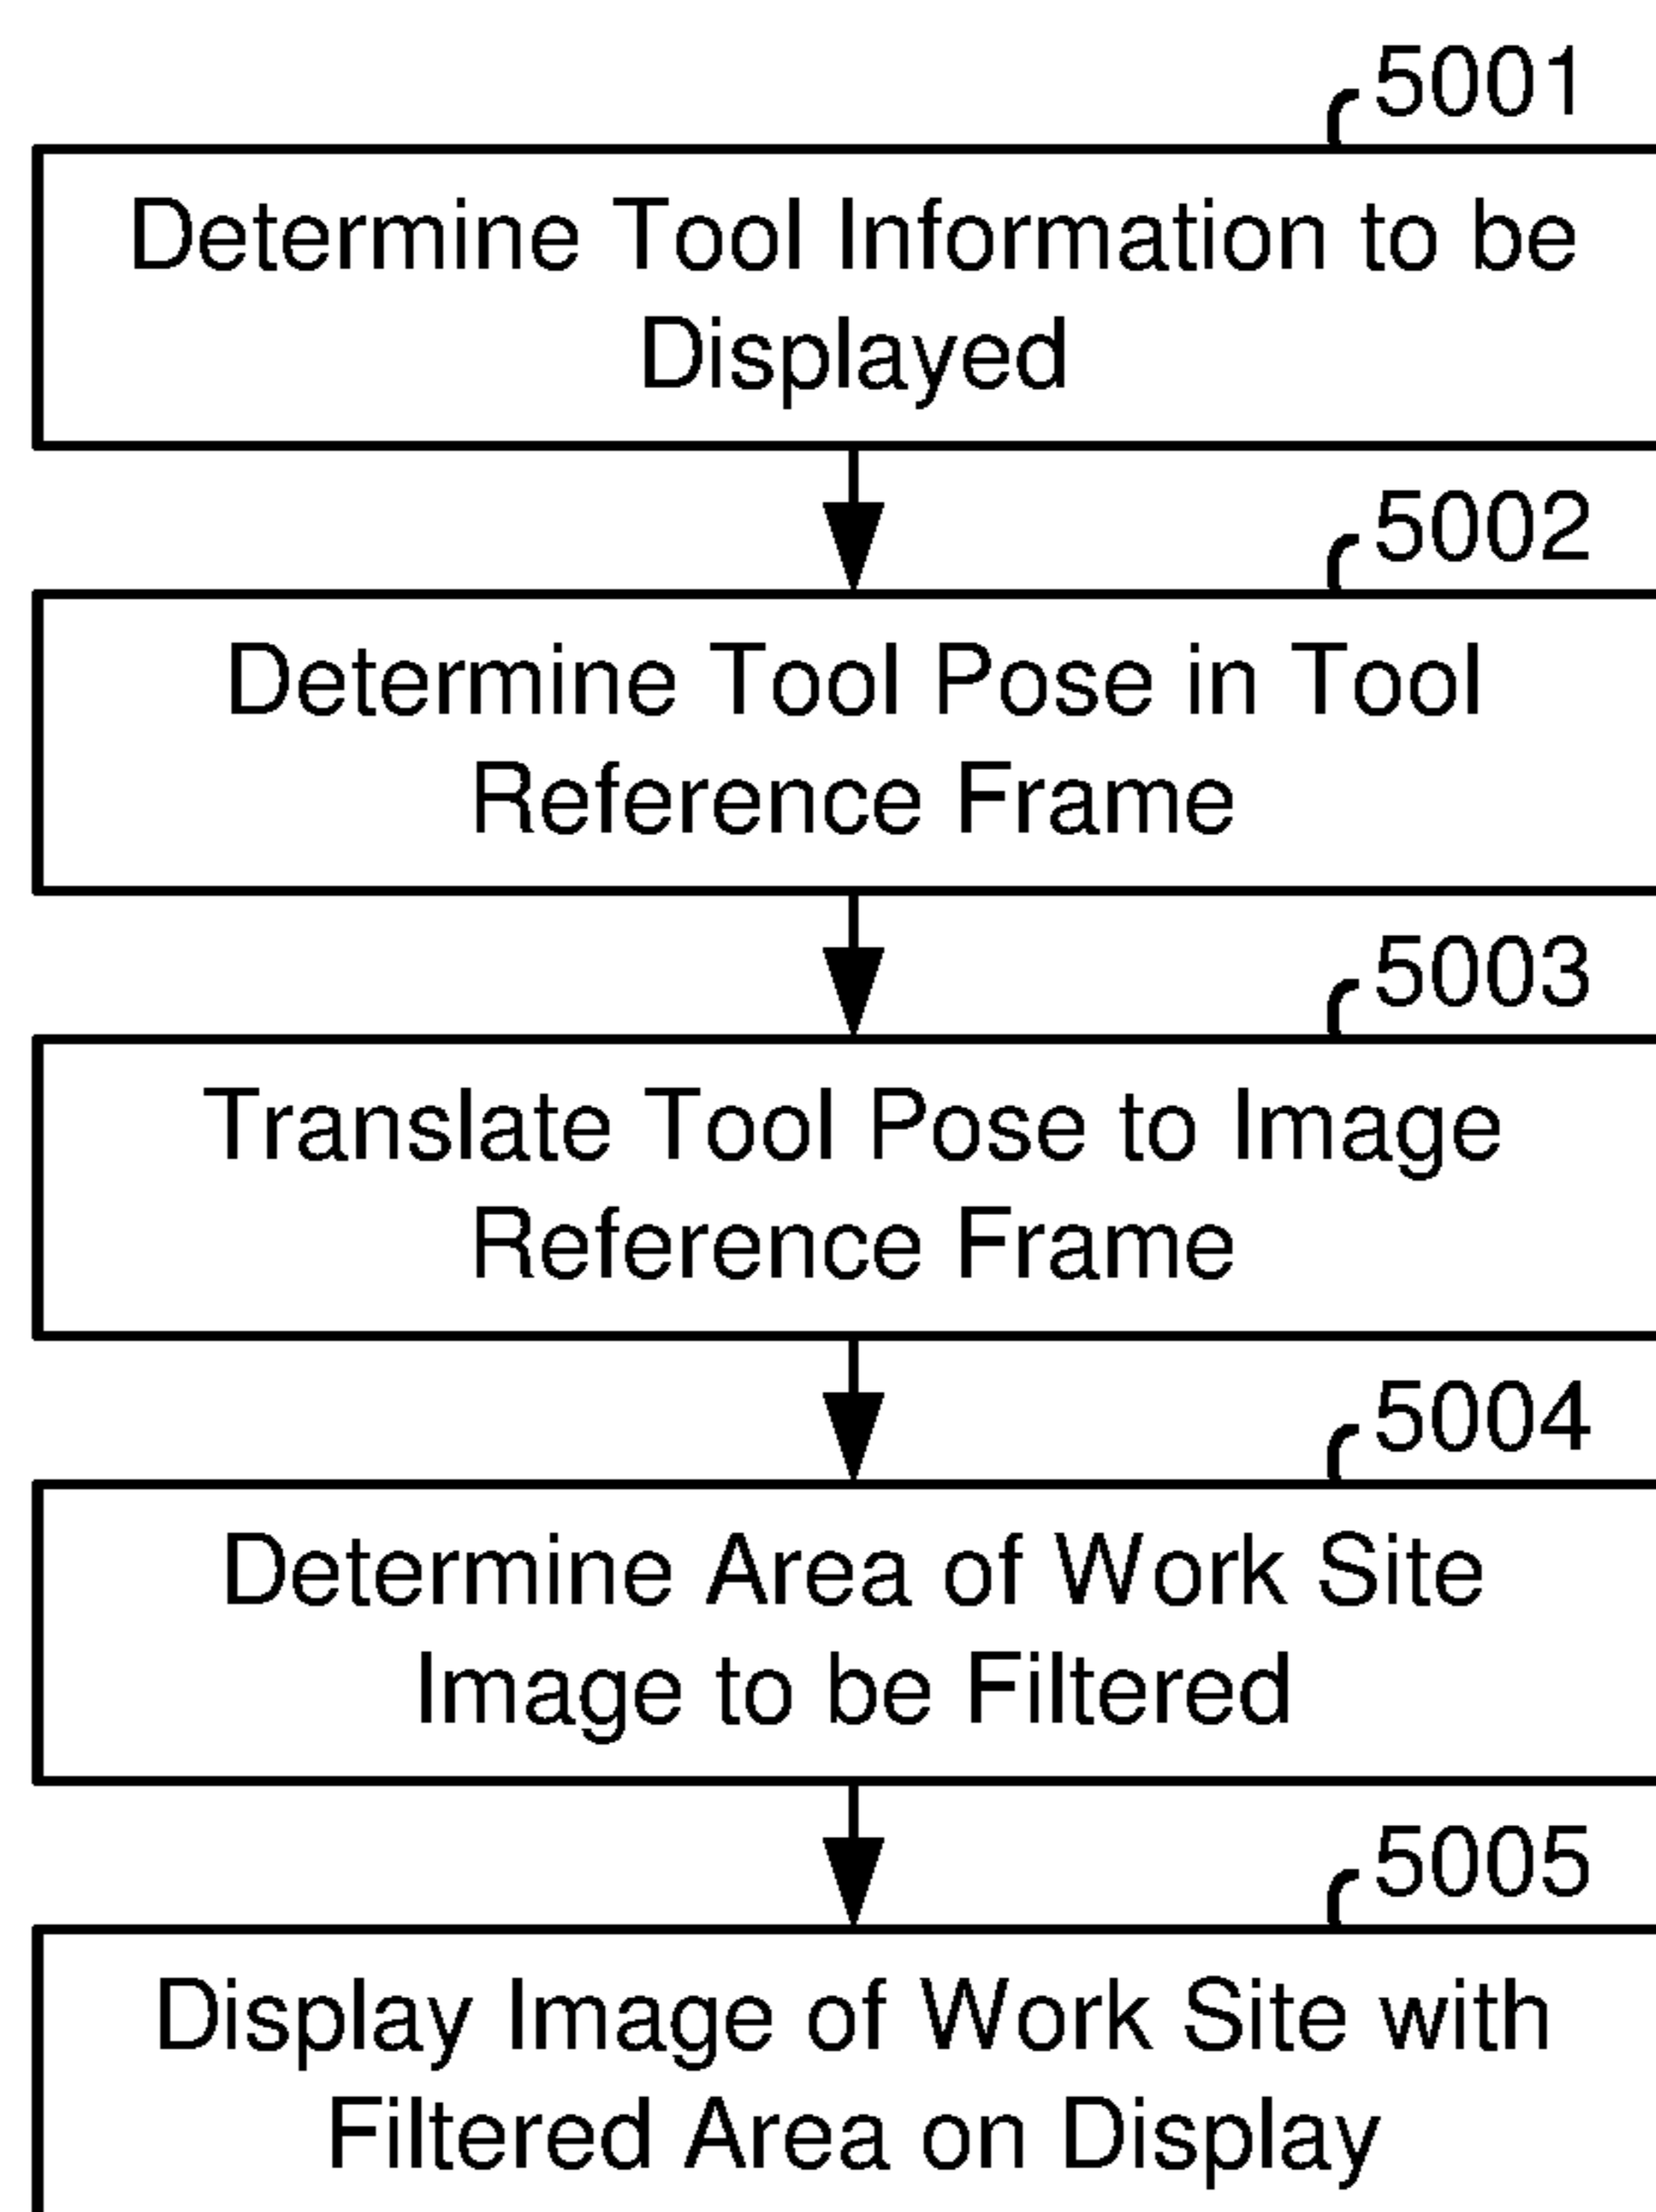 5001
Determine Tool Information to be
Displayed
5002
Determine Tool Pose in Tool
Reference Frame
5003
Translate Tool Pose to Image
Reference Frame
5004
Determine Area of Work Site
Image to be Filtered
5005
Display Image of Work Site with
Filtered Area on Display